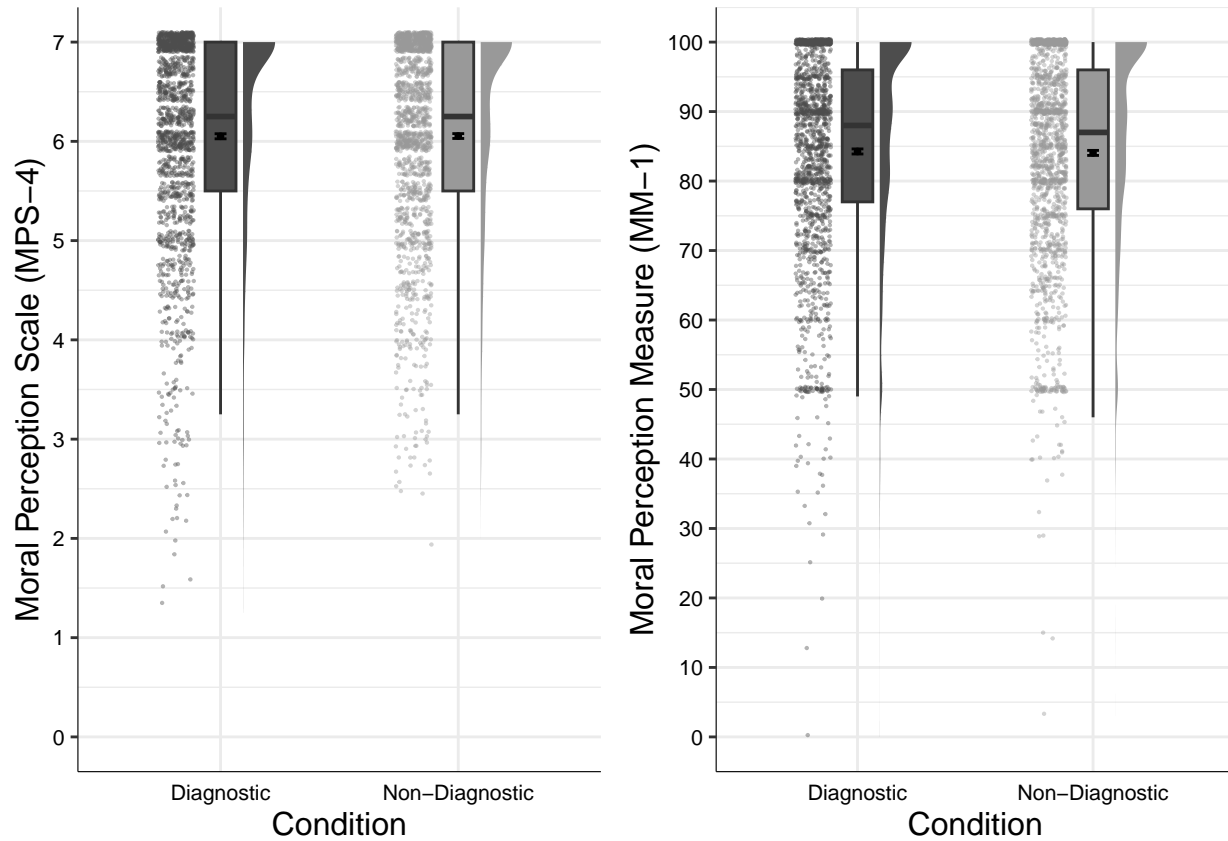 Moral Perception Scale (MPS−4)
7
6
5
4
3
2
1
0
Diagnostic
Non−Diagnostic
Condition
Moral Perception Measure (MM−1)
100
90
80
70
60
50
40
30
20
10
0
Diagnostic
Non−Diagnostic
Condition